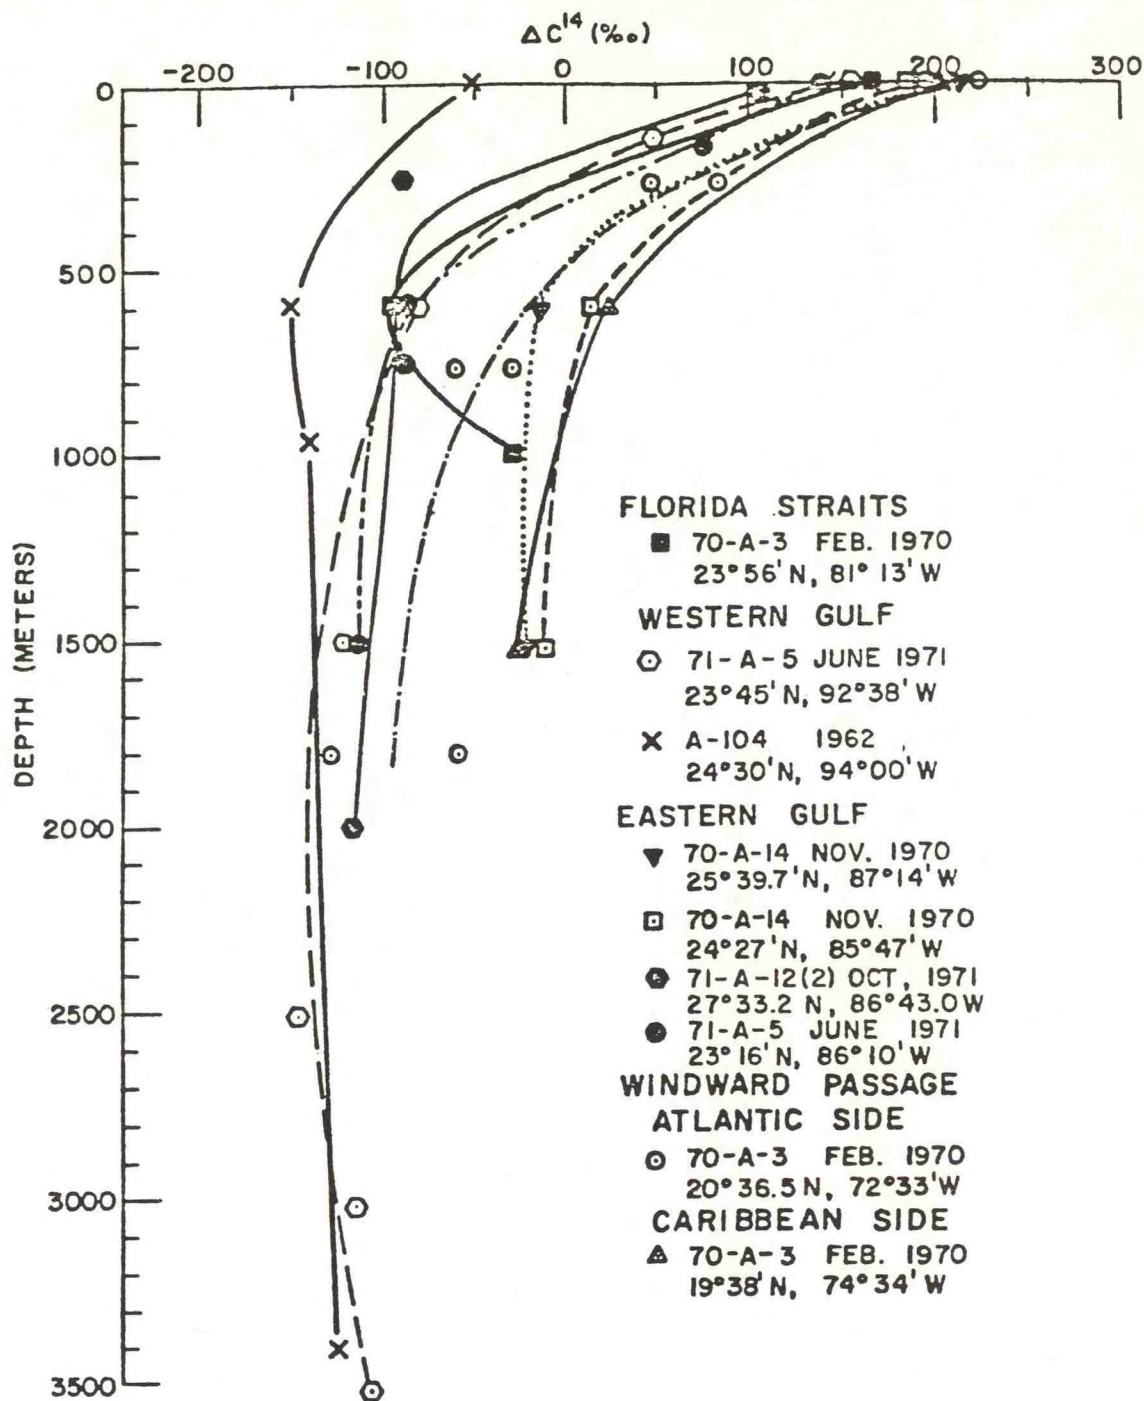 ΔC¹⁴ (‰)
-200 -100 0 100 200 300
0
500
1000
1500
2000
2500
3000
3500
DEPTH (METERS)
FLORIDA STRAITS
70-A-3 FEB. 1970
23°56'N, 81°13'W
WESTERN GULF
71-A-5 JUNE 1971
23°45'N, 92°38'W
A-104 1962
24°30'N, 94°00'W
EASTERN GULF
70-A-14 NOV. 1970
25°39.7'N, 87°14'W
70-A-14 NOV. 1970
24°27'N, 85°47'W
71-A-12(2) OCT, 1971
27°33.2 N, 86°43.0W
71-A-5 JUNE 1971
23°16'N, 86°10'W
WINDWARD PASSAGE
ATLANTIC SIDE
70-A-3 FEB. 1970
20°36.5N, 72°33'W
CARIBBEAN SIDE
70-A-3 FEB. 1970
19°38'N, 74°34'W